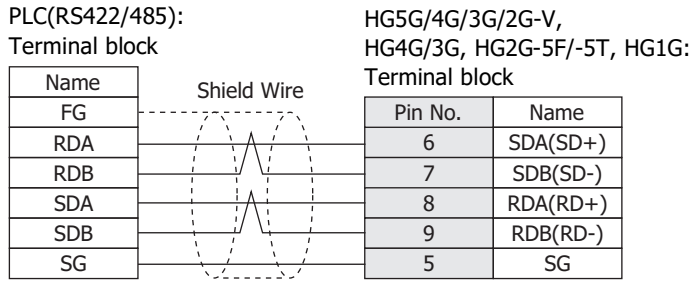 PLC(RS422/485):
Terminal block
HG5G/4G/3G/2G-V,
HG4G/3G, HG2G-5F/-5T, HG1G:
Terminal block
Name
Shield Wire
FG
Pin No. Name
RDA
6 SDA(SD+)
RDB
7 SDB(SD-)
SDA
8 RDA(RD+)
SDB
9 RDB(RD-)
SG
5 SG